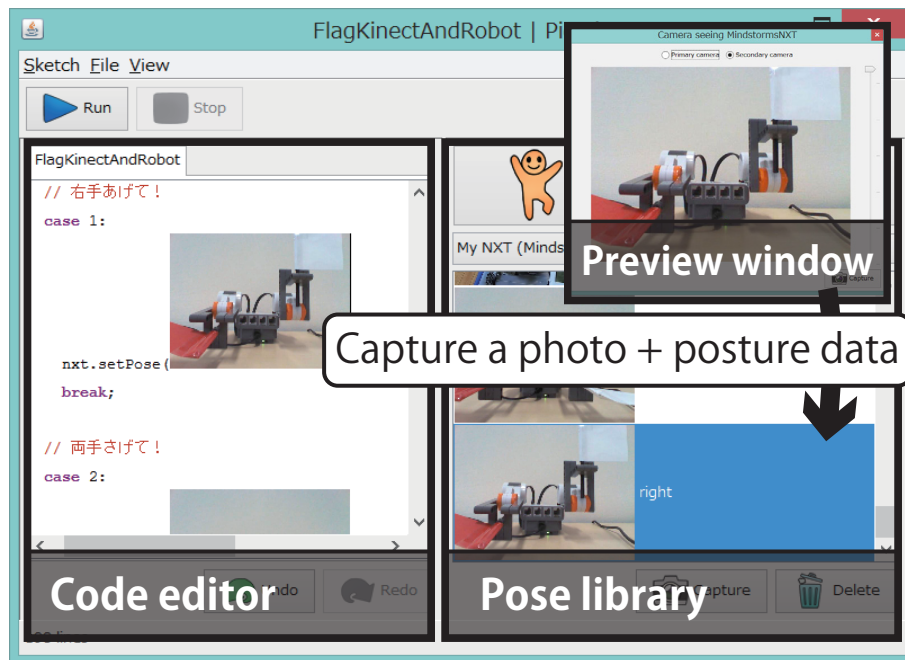 FlagKinectAndRobot | Pi
Camera seeing MindstormsNXT
Sketch File View
Primary camera Secondary camera
Run Stop
FlagKinectAndRobot
// 右手あげて！
case 1:
nxt.setPose(
break;
// 両手さげて！
case 2:
My NXT (Minds
Preview window
Capture
Capture a photo + posture data
right
Undo Redo
Code editor
Capture Delete
Pose library
lines